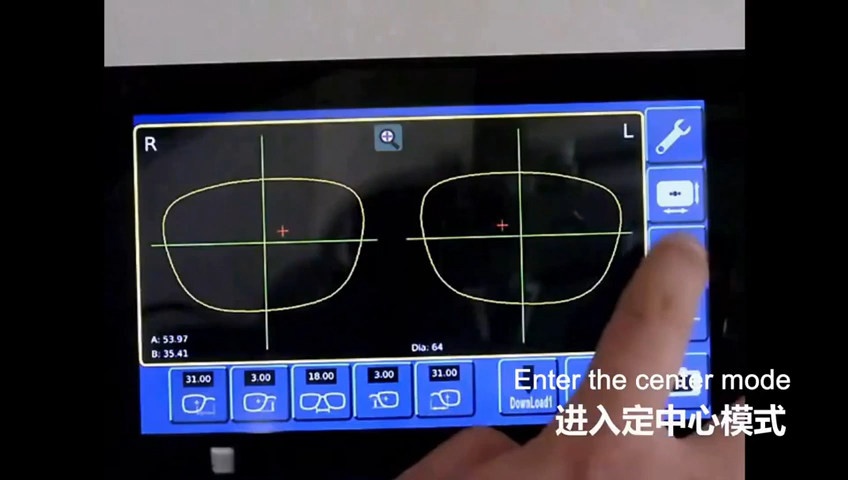 R
L
A: 53.97
B: 35.41
Dia: 64
31.00
3.00
18.00
3.00
31.00
DownLoad1
Enter the center mode
进入定中心模式